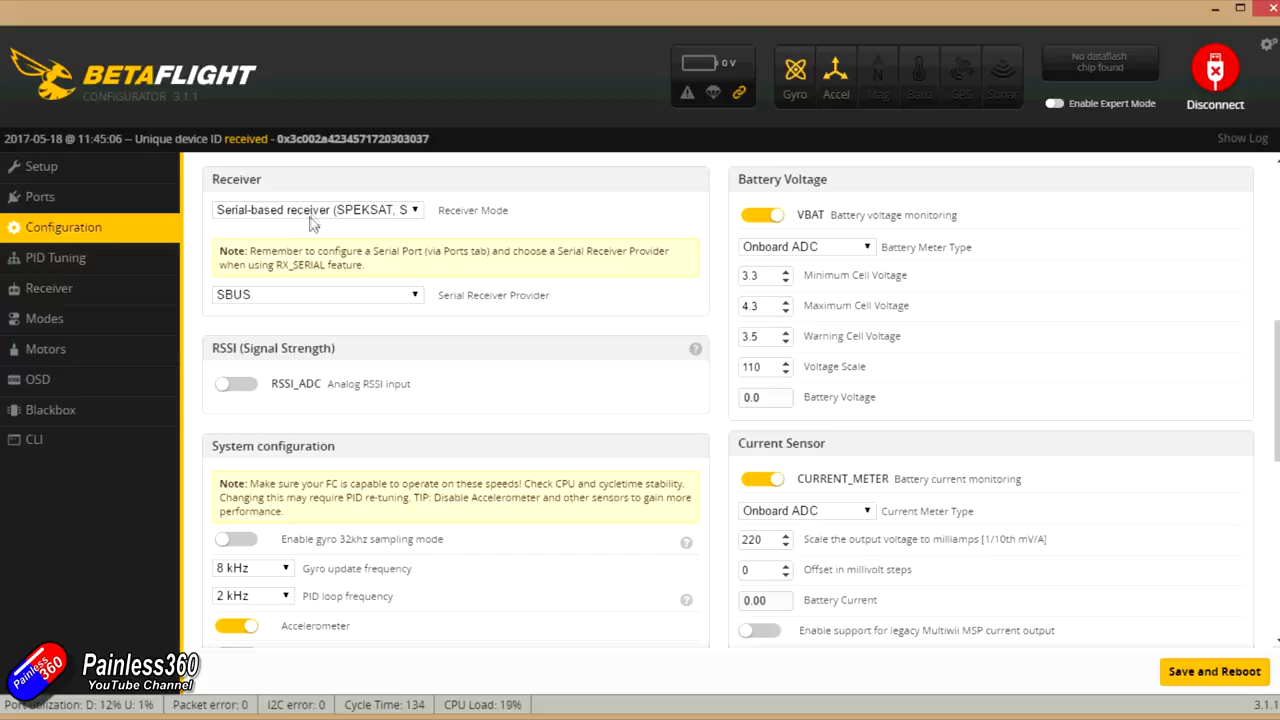 BETAFLIGHT
CONFIGURATOR 3.1.1
0 V
Gyro
Accel
Mag
Baro
GPS
Sonar
No dataflash
chip found
Enable Expert Mode
Disconnect
2017-05-18 @ 11:45:06 -- Unique device ID received - 0x3c002a4234571720303037
Show Log
Setup
Ports
Configuration
PID Tuning
Receiver
Modes
Motors
OSD
Blackbox
CLI
Receiver
Serial-based receiver (SPEKSAT, S
Receiver Mode
Note: Remember to configure a Serial Port (via Ports tab) and choose a Serial Receiver Provider
when using RX_SERIAL feature.
SBUS
Serial Receiver Provider
RSSI (Signal Strength)
RSSI_ADC Analog RSSI input
System configuration
Note: Make sure your FC is capable to operate on these speeds! Check CPU and cycletime stability.
Changing this may require PID re-tuning. TIP: Disable Accelerometer and other sensors to gain more
performance.
Enable gyro 32khz sampling mode
8 kHz
Gyro update frequency
2 kHz
PID loop frequency
Accelerometer
Battery Voltage
VBAT Battery voltage monitoring
Onboard ADC
Battery Meter Type
3.3
Minimum Cell Voltage
4.3
Maximum Cell Voltage
3.5
Warning Cell Voltage
110
Voltage Scale
0.0
Battery Voltage
Current Sensor
CURRENT_METER Battery current monitoring
Onboard ADC
Current Meter Type
220
Scale the output voltage to milliamps [1/10th mV/A]
0
Offset in millivolt steps
0.00
Battery Current
Enable support for legacy Multiwii MSP current output
Save and Reboot
Painless 360
Painless360
YouTube Channel
Port utilization: D: 12% U: 1%
Packet error: 0
I2C error: 0
Cycle Time: 134
CPU Load: 19%
3.1.1